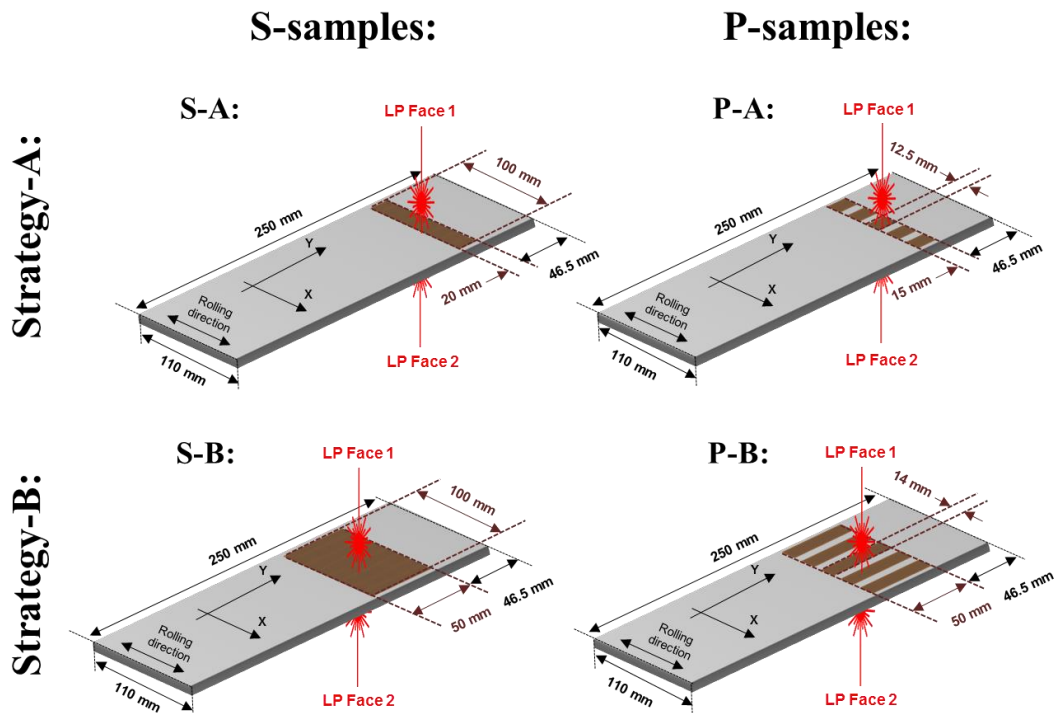 S-samples:
P-samples:
Strategy-A:
S-A:
LP Face 1
100 mm
250 mm
Y
X
46.5 mm
20 mm
Rolling
direction
110 mm
LP Face 2
P-A:
LP Face 1
12.5 mm
250 mm
Y
X
46.5 mm
15 mm
Rolling
direction
110 mm
LP Face 2
Strategy-B:
S-B:
LP Face 1
100 mm
250 mm
Y
X
46.5 mm
50 mm
Rolling
direction
110 mm
LP Face 2
P-B:
LP Face 1
14 mm
250 mm
Y
X
46.5 mm
50 mm
Rolling
direction
110 mm
LP Face 2